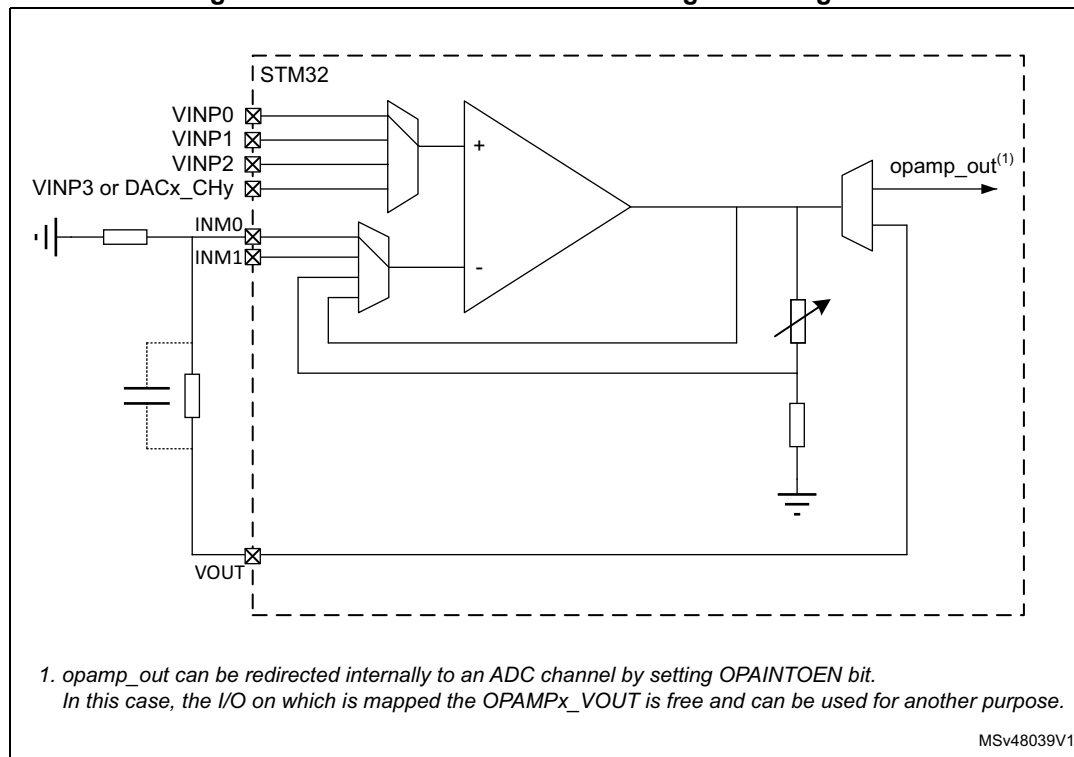 STM32
VINP0
VINP1
VINP2
VINP3 or DACx_CHy
INM0
INM1
+
-
opamp_out(1)
VOUT
1. opamp_out can be redirected internally to an ADC channel by setting OPAINTOEN bit.
In this case, the I/O on which is mapped the OPAMPx_VOUT is free and can be used for another purpose.
MSv48039V1